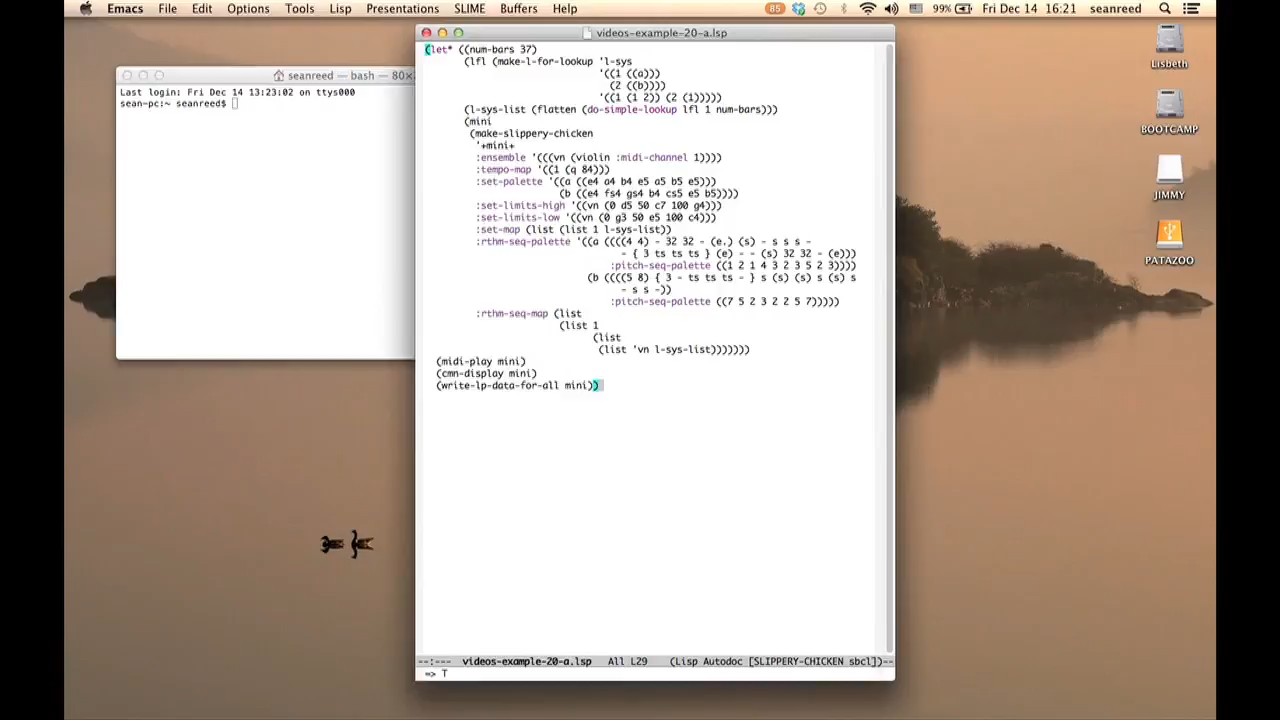 Emacs File Edit Options Tools Lisp Presentations SLIME Buffers Help 85 99% Fri Dec 14 16:21 seanreed
videos-example-20-a.lsp
seanreed — bash — 80×
Last login: Fri Dec 14 13:23:02 on ttys000
sean-pc:~ seanreed$
(let* ((num-bars 37)
(lfl (make-l-for-lookup 'l-sys
'((1 ((a)))
(2 ((b))))
'((1 (1 2)) (2 (1)))))
(l-sys-list (flatten (do-simple-lookup lfl 1 num-bars)))
(mini
(make-slippery-chicken
'+mini+
:ensemble '(((vn (violin :midi-channel 1))))
:tempo-map '((1 (q 84)))
:set-palette '((a ((e4 a4 b4 e5 a5 b5 e5)))
(b ((e4 fs4 gs4 b4 cs5 e5 b5))))
:set-limits-high '((vn (0 d5 50 c7 100 g4)))
:set-limits-low '((vn (0 g3 50 e5 100 c4)))
:set-map (list (list 1 l-sys-list))
:rthm-seq-palette '((a ((((4 4) - 32 32 - (e.) (s) - s s s -
- { 3 ts ts ts } (e) - - (s) 32 32 - (e)))
:pitch-seq-palette ((1 2 1 4 3 2 3 5 2 3))))
(b ((((5 8) { 3 - ts ts ts - } s (s) (s) s (s) s
- s s -))
:pitch-seq-palette ((7 5 2 3 2 2 5 7)))))
:rthm-seq-map (list
(list 1
(list
(list 'vn l-sys-list)))))))
(midi-play mini)
(cmn-display mini)
(write-lp-data-for-all mini))
--:--- videos-example-20-a.lsp All L29 (Lisp Autodoc [SLIPPERY-CHICKEN sbcl])--
=> T
Lisbeth
BOOTCAMP
JIMMY
PATAZOO